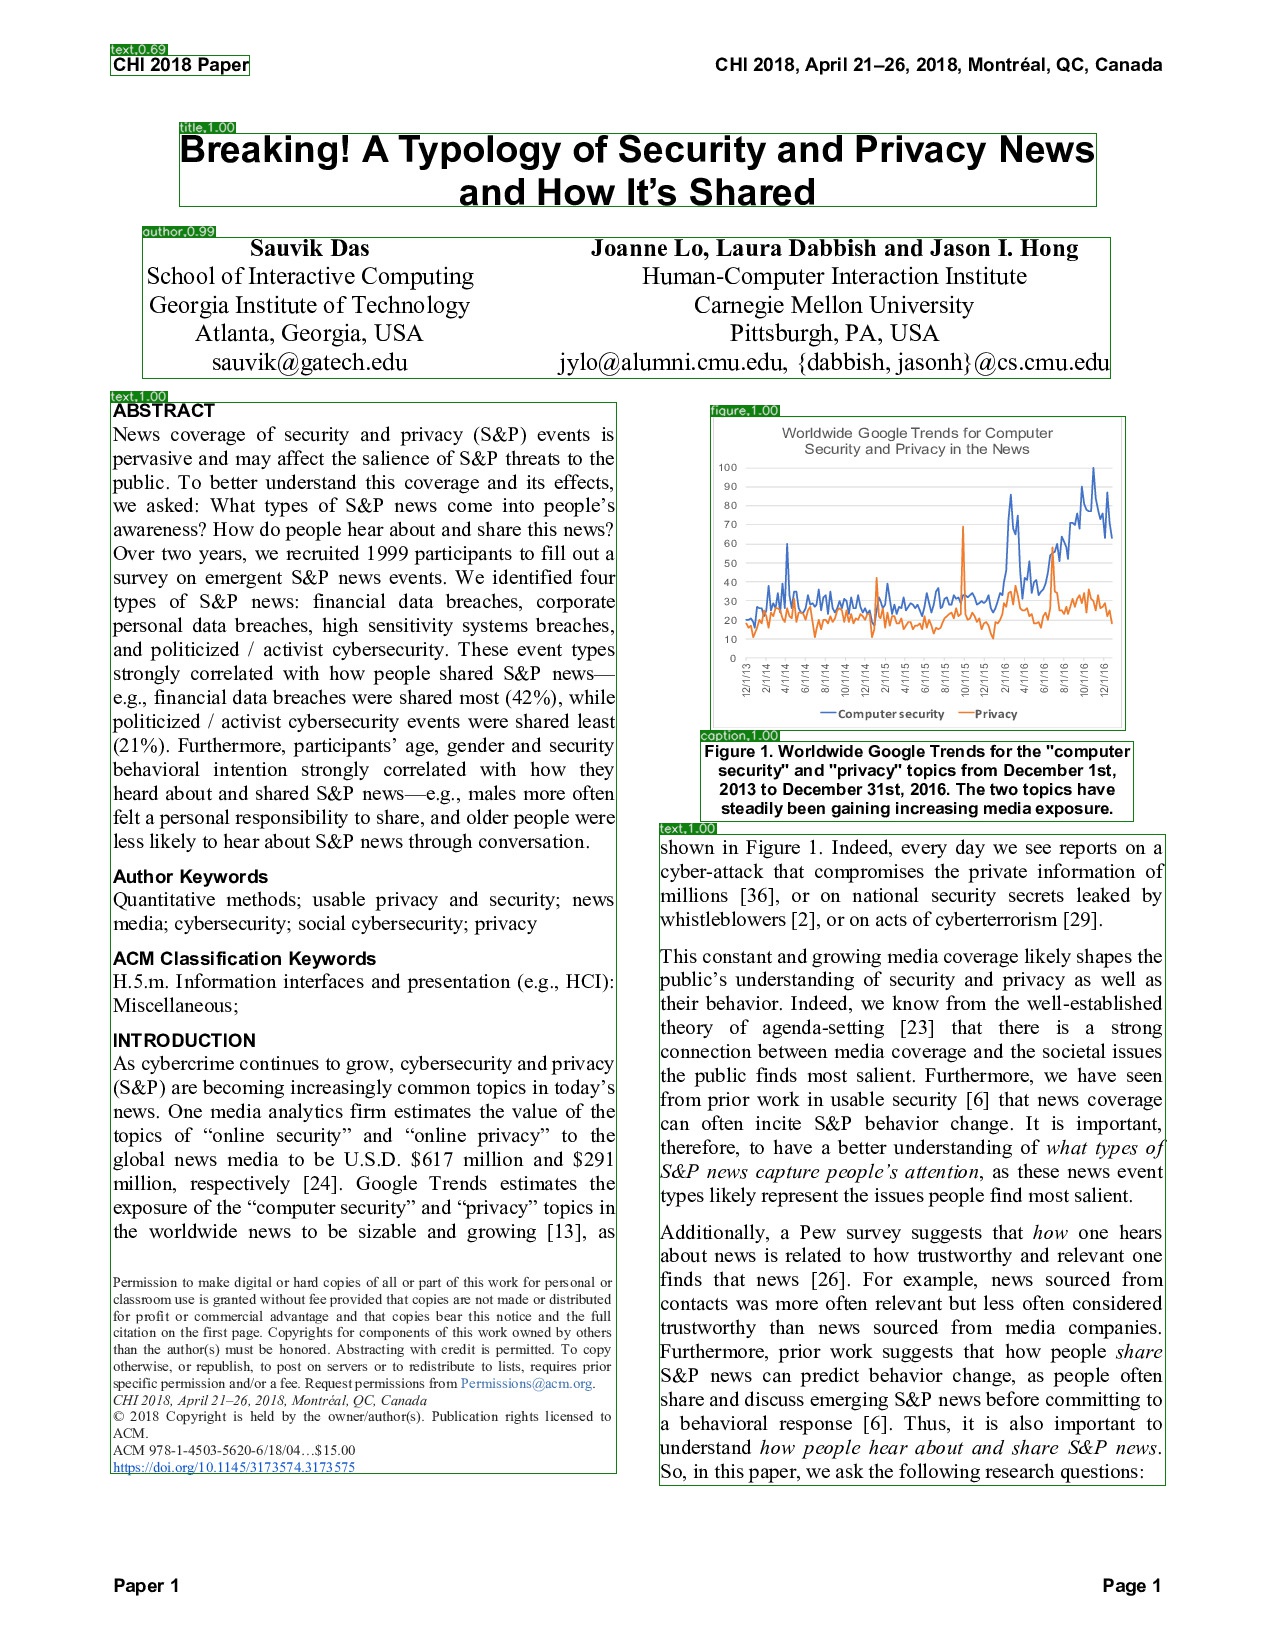 text,0.69
CHI 2018 Paper
CHI 2018, April 21–26, 2018, Montréal, QC, Canada
title,1.00
Breaking! A Typology of Security and Privacy News
and How It’s Shared
author,0.99
Sauvik Das
School of Interactive Computing
Georgia Institute of Technology
Atlanta, Georgia, USA
sauvik@gatech.edu
Joanne Lo, Laura Dabbish and Jason I. Hong
Human-Computer Interaction Institute
Carnegie Mellon University
Pittsburgh, PA, USA
jylo@alumni.cmu.edu, {dabbish, jasonh}@cs.cmu.edu
text,1.00
ABSTRACT
News coverage of security and privacy (S&P) events is
pervasive and may affect the salience of S&P threats to the
public. To better understand this coverage and its effects,
we asked: What types of S&P news come into people’s
awareness? How do people hear about and share this news?
Over two years, we recruited 1999 participants to fill out a
survey on emergent S&P news events. We identified four
types of S&P news: financial data breaches, corporate
personal data breaches, high sensitivity systems breaches,
and politicized / activist cybersecurity. These event types
strongly correlated with how people shared S&P news—
e.g., financial data breaches were shared most (42%), while
politicized / activist cybersecurity events were shared least
(21%). Furthermore, participants’ age, gender and security
behavioral intention strongly correlated with how they
heard about and shared S&P news—e.g., males more often
felt a personal responsibility to share, and older people were
less likely to hear about S&P news through conversation.
Author Keywords
Quantitative methods; usable privacy and security; news
media; cybersecurity; social cybersecurity; privacy
ACM Classification Keywords
H.5.m. Information interfaces and presentation (e.g., HCI):
Miscellaneous;
INTRODUCTION
As cybercrime continues to grow, cybersecurity and privacy
(S&P) are becoming increasingly common topics in today’s
news. One media analytics firm estimates the value of the
topics of “online security” and “online privacy” to the
global news media to be U.S.D. $617 million and $291
million, respectively [24]. Google Trends estimates the
exposure of the “computer security” and “privacy” topics in
the worldwide news to be sizable and growing [13], as
Permission to make digital or hard copies of all or part of this work for personal or
classroom use is granted without fee provided that copies are not made or distributed
for profit or commercial advantage and that copies bear this notice and the full
citation on the first page. Copyrights for components of this work owned by others
than the author(s) must be honored. Abstracting with credit is permitted. To copy
otherwise, or republish, to post on servers or to redistribute to lists, requires prior
specific permission and/or a fee. Request permissions from Permissions@acm.org.
CHI 2018, April 21–26, 2018, Montréal, QC, Canada
© 2018 Copyright is held by the owner/author(s). Publication rights licensed to
ACM.
ACM 978-1-4503-5620-6/18/04…$15.00
https://doi.org/10.1145/3173574.3173575
figure,1.00
Worldwide Google Trends for Computer
Security and Privacy in the News
100
90
80
70
60
50
40
30
20
10
0
12/1/13 2/1/14 4/1/14 6/1/14 8/1/14 10/1/14 12/1/14 2/1/15 4/1/15 6/1/15 8/1/15 10/1/15 12/1/15 2/1/16 4/1/16 6/1/16 8/1/16 10/1/16 12/1/16
Computer security Privacy
caption,1.00
Figure 1. Worldwide Google Trends for the "computer
security" and "privacy" topics from December 1st,
2013 to December 31st, 2016. The two topics have
steadily been gaining increasing media exposure.
text,1.00
shown in Figure 1. Indeed, every day we see reports on a
cyber-attack that compromises the private information of
millions [36], or on national security secrets leaked by
whistleblowers [2], or on acts of cyberterrorism [29].
This constant and growing media coverage likely shapes the
public’s understanding of security and privacy as well as
their behavior. Indeed, we know from the well-established
theory of agenda-setting [23] that there is a strong
connection between media coverage and the societal issues
the public finds most salient. Furthermore, we have seen
from prior work in usable security [6] that news coverage
can often incite S&P behavior change. It is important,
therefore, to have a better understanding of what types of
S&P news capture people’s attention, as these news event
types likely represent the issues people find most salient.
Additionally, a Pew survey suggests that how one hears
about news is related to how trustworthy and relevant one
finds that news [26]. For example, news sourced from
contacts was more often relevant but less often considered
trustworthy than news sourced from media companies.
Furthermore, prior work suggests that how people share
S&P news can predict behavior change, as people often
share and discuss emerging S&P news before committing to
a behavioral response [6]. Thus, it is also important to
understand how people hear about and share S&P news.
So, in this paper, we ask the following research questions:
Paper 1
Page 1